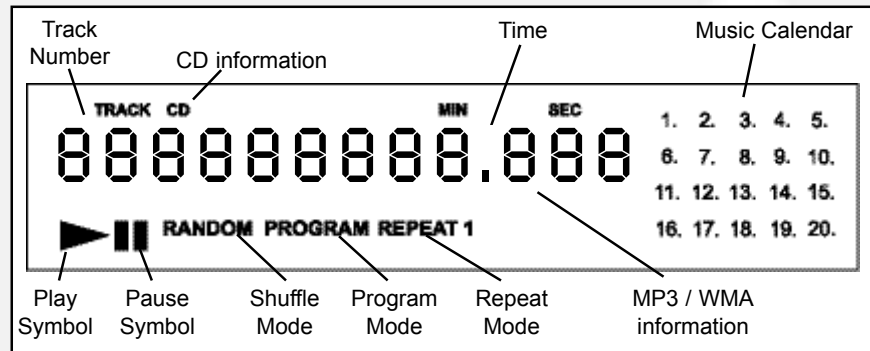 Track
Number
CD information
Time
Music Calendar
TRACK CD MIN SEC
888888888.888
1. 2. 3. 4. 5.
6. 7. 8. 9. 10.
11. 12. 13. 14. 15.
16. 17. 18. 19. 20.
RANDOM PROGRAM REPEAT 1
Play
Symbol
Pause
Symbol
Shuffle
Mode
Program
Mode
Repeat
Mode
MP3 / WMA
information